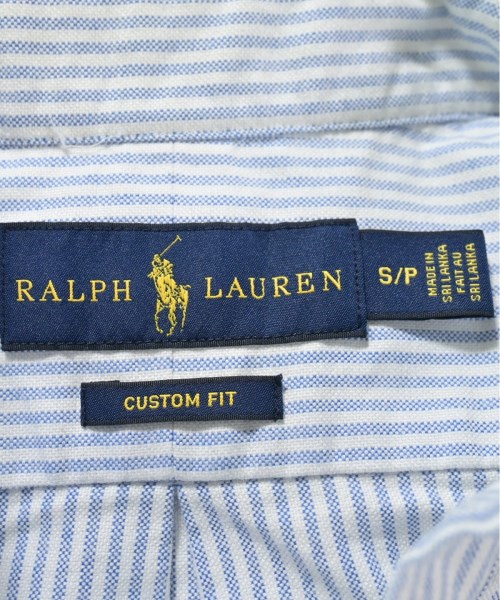 RALPH LAUREN
S/P
MADE IN
SRI LANKA
FAIT AU
SRI LANKA
CUSTOM FIT